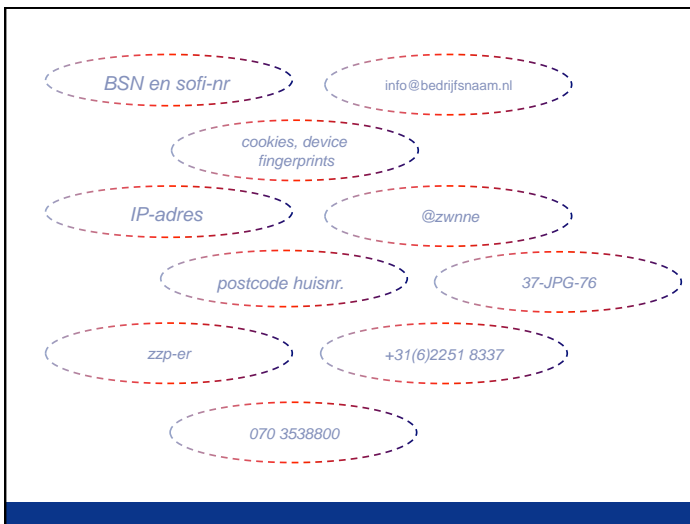 BSN en sofi-nr
info@bedrijfsnaam.nl
cookies, device
fingerprints
IP-adres
@zwnne
postcode huisnr.
37-JPG-76
zzp-er
+31(6)2251 8337
070 3538800